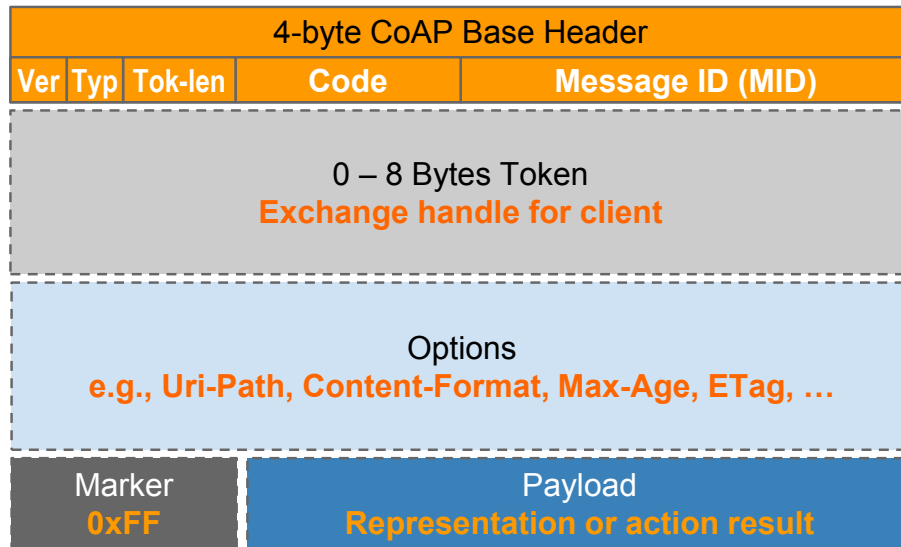 4-byte CoAP Base Header
Ver Typ Tok-len Code Message ID (MID)
0 – 8 Bytes Token
Exchange handle for client
Options
e.g., Uri-Path, Content-Format, Max-Age, ETag, …
Marker Payload
0xFF Representation or action result